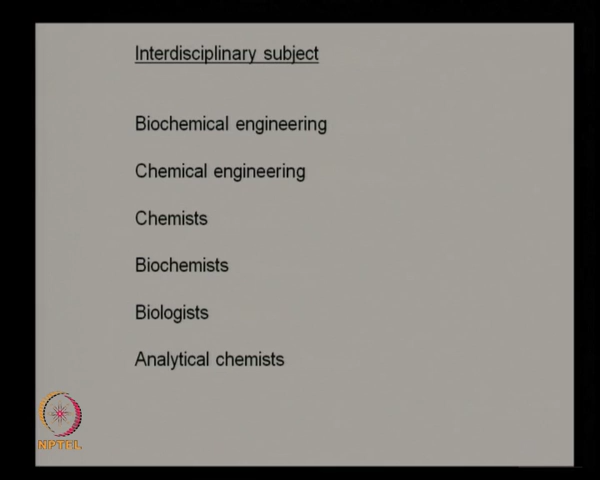 Interdisciplinary subject
Biochemical engineering
Chemical engineering
Chemists
Biochemists
Biologists
Analytical chemists
NPTEL